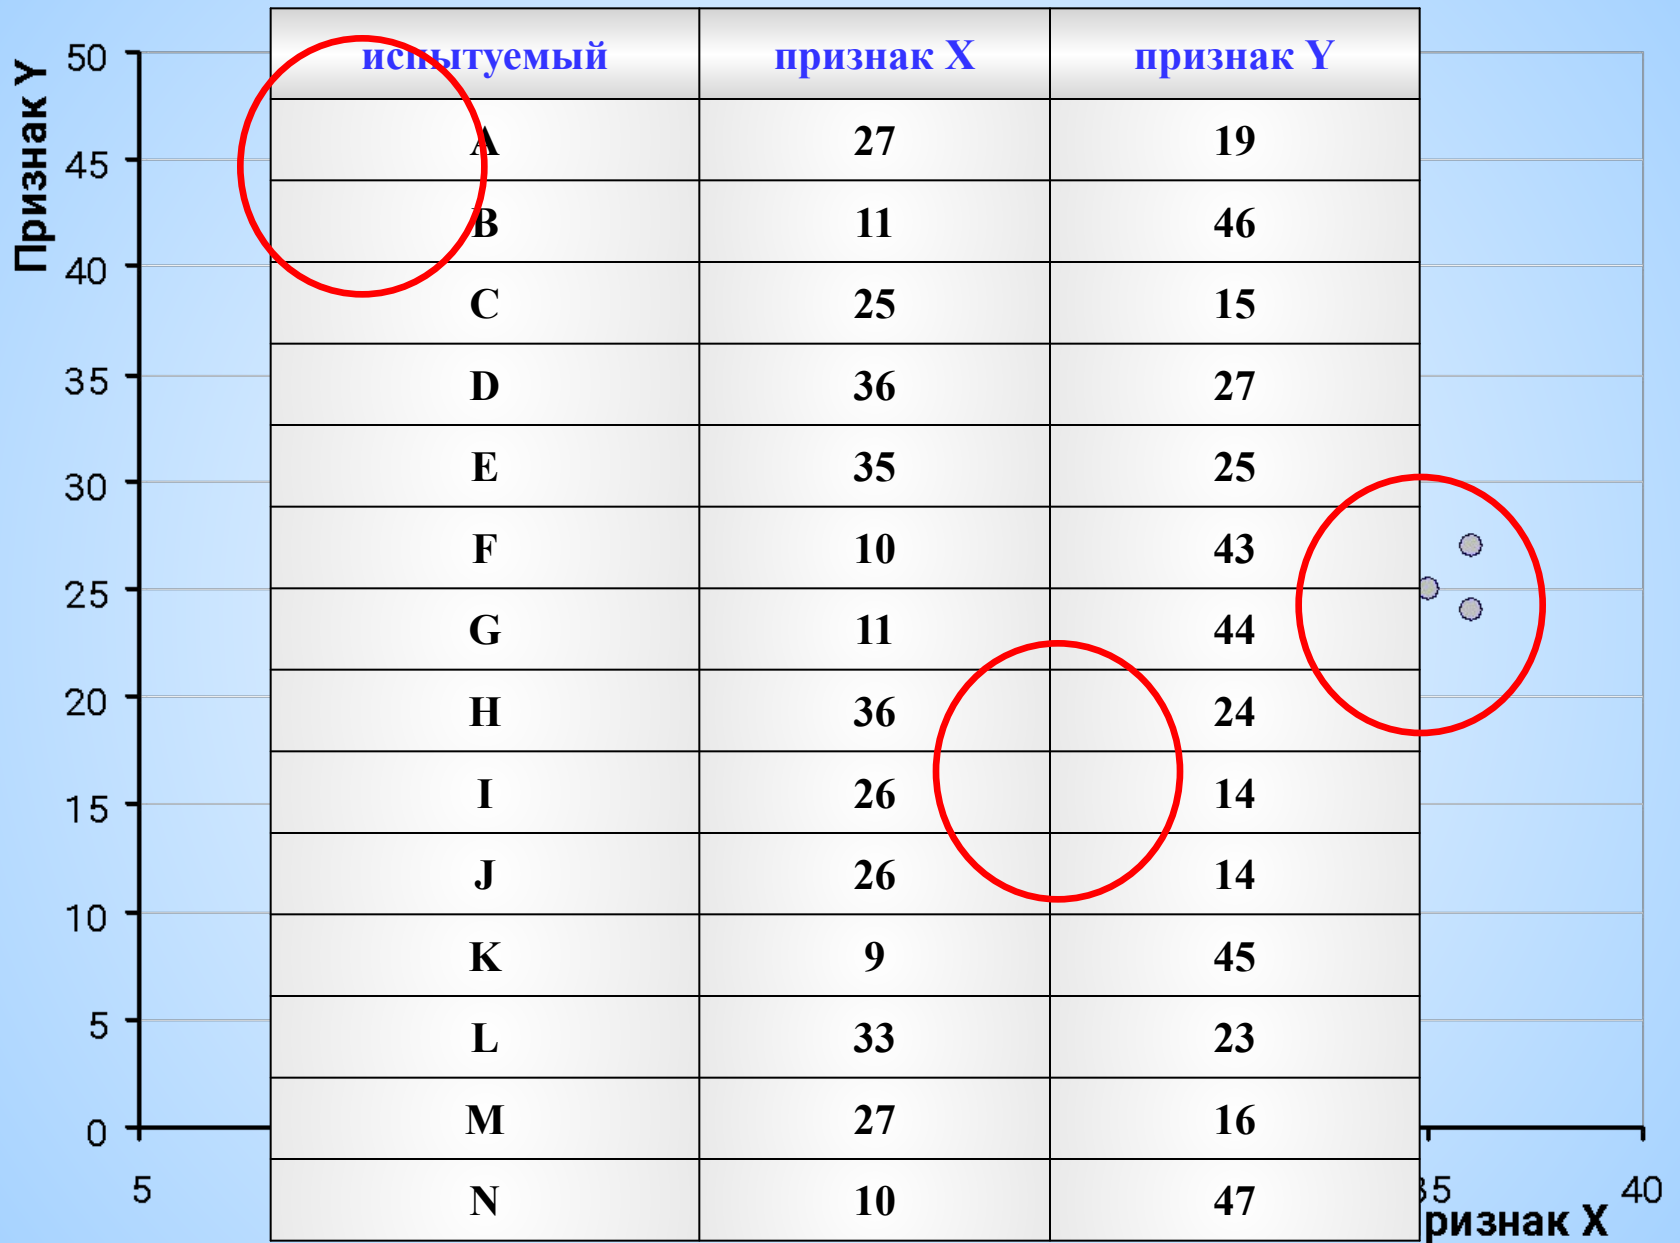 испытуемый признак X признак Y
A 27 19
B 11 46
C 25 15
D 36 27
E 35 25
F 10 43
G 11 44
H 36 24
I 26 14
J 26 14
K 9 45
L 33 23
M 27 16
N 10 47
Признак Y
50
45
40
35
30
25
20
15
10
5
0
5 35 40
ризнак X